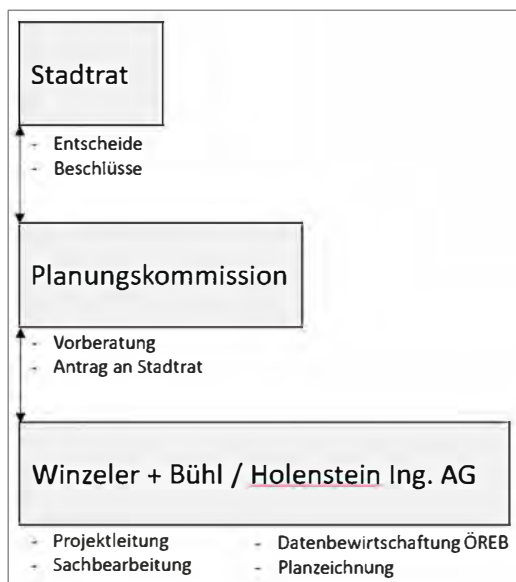 Stadtrat
- Entscheide
- Beschlüsse
Planungskommission
- Vorberatung
- Antrag an Stadtrat
Winzeler + Bühl / Holenstein Ing. AG
- Projektleitung
- Sachbearbeitung
- Datenbewirtschaftung ÖREB
- Planzeichnung